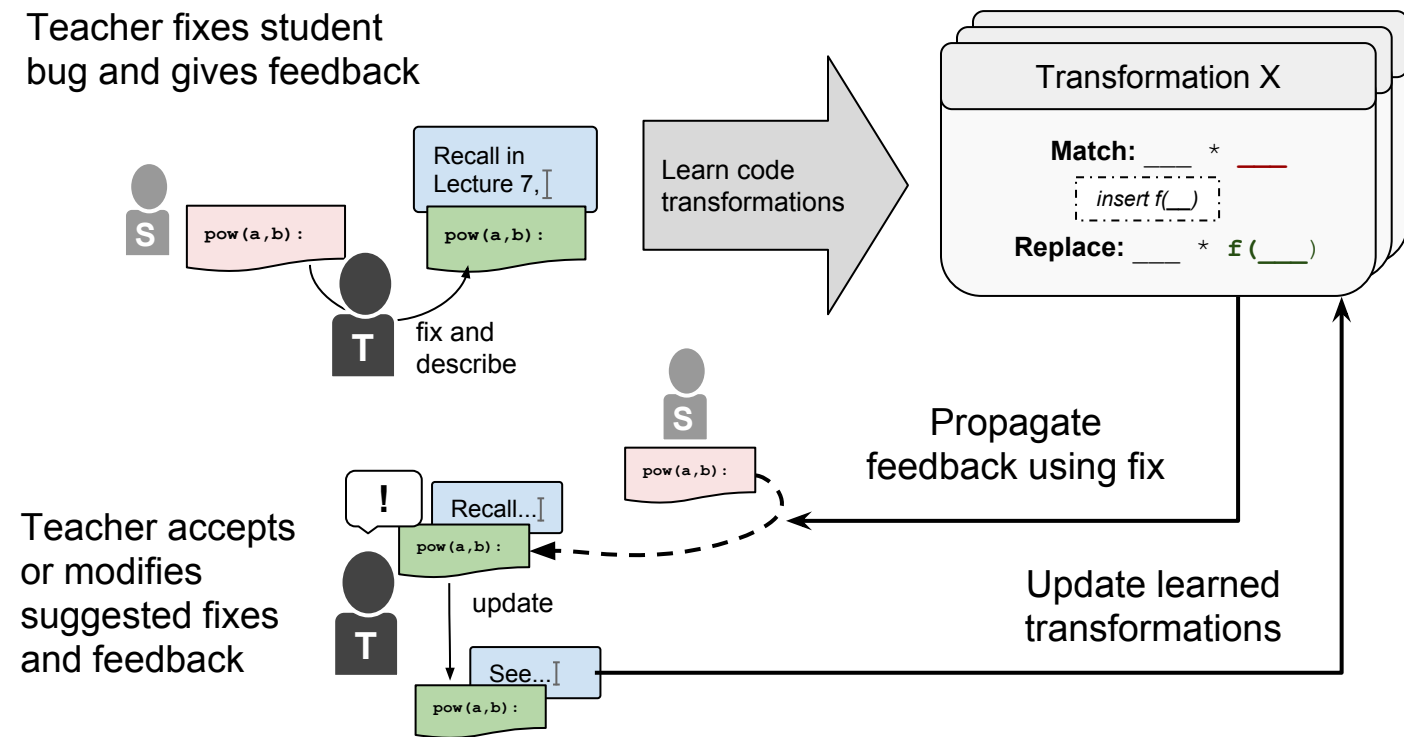 Teacher fixes student
bug and gives feedback
S
pow(a,b):
Recall in
Lecture 7,
pow(a,b):
T
fix and
describe
Learn code
transformations
Transformation X
Match: ___ * ___
insert f(__)
Replace: ___ * f(___)
S
pow(a,b):
Propagate
feedback using fix
Teacher accepts
or modifies
suggested fixes
and feedback
!
Recall...
pow(a,b):
T
update
See...
pow(a,b):
Update learned
transformations